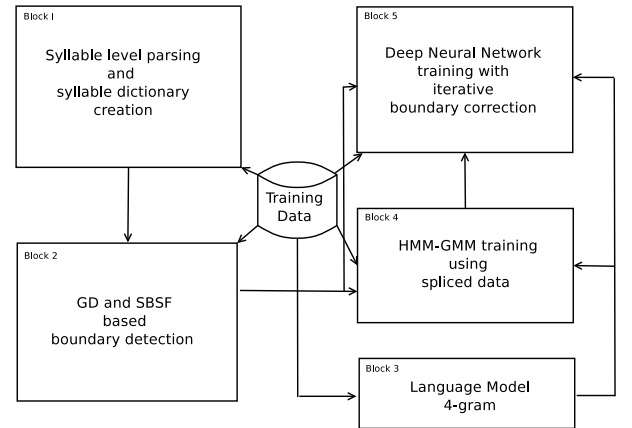 Block I
Syllable level parsing
and
syllable dictionary
creation
Block 5
Deep Neural Network
training with
iterative
boundary correction
Training
Data
Block 2
GD and SBSF
based
boundary detection
Block 4
HMM-GMM training
using
spliced data
Block 3
Language Model
4-gram